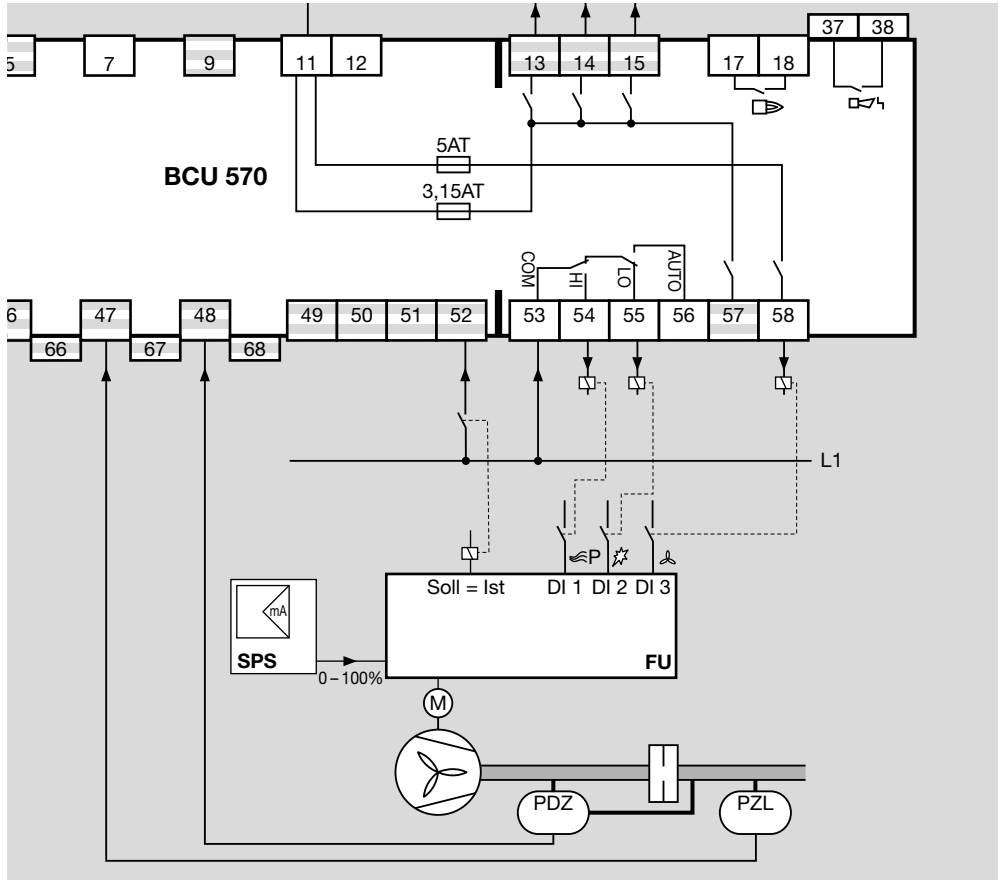 37 38
5 7 9 11 12 13 14 15 17 18
5AT
BCU 570
3,15AT
COM HI LO AUTO
6 47 48 49 50 51 52 53 54 55 56 57 58
66 67 68
L1
P
Soll = Ist DI 1 DI 2 DI 3
mA
SPS FU
0–100%
M
PDZ PZL